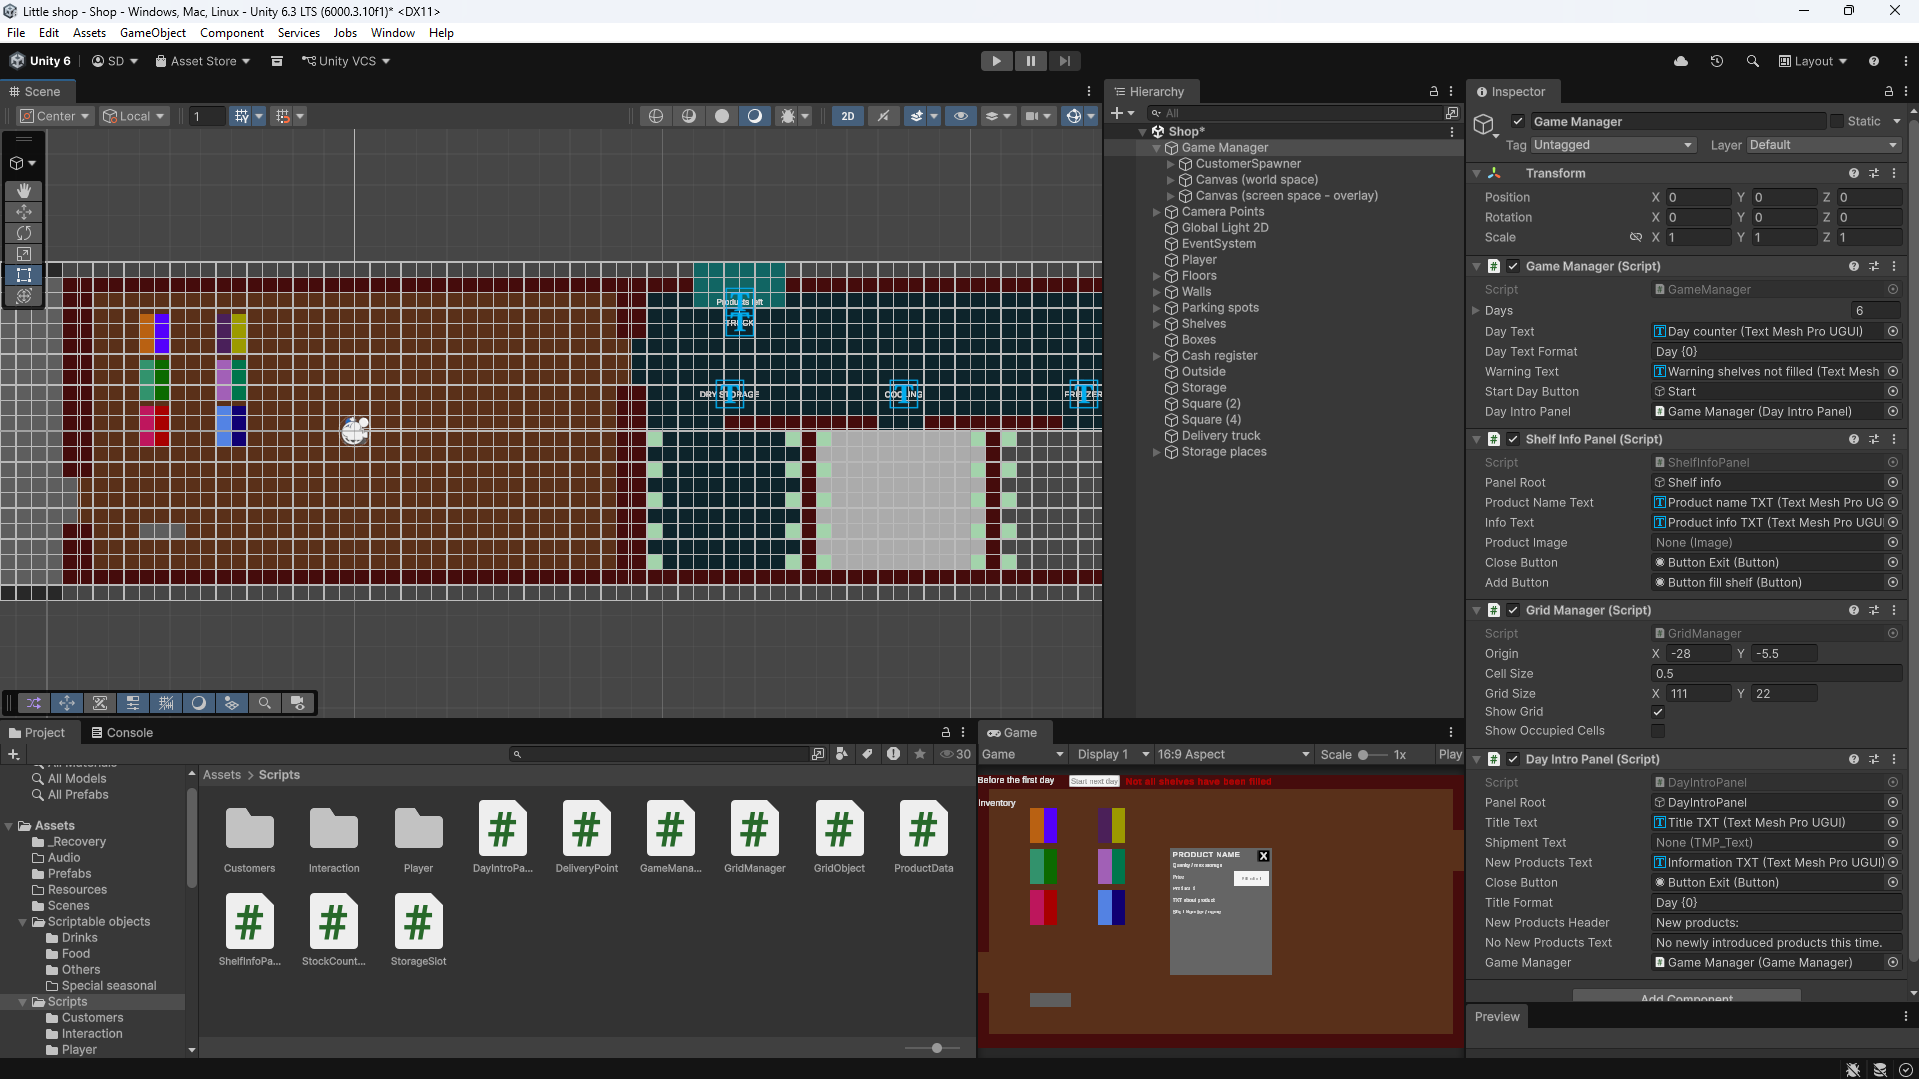 Little shop - Shop - Windows, Mac, Linux - Unity 6.3 LTS (6000.3.10f1)* <DX11>
File Edit Assets GameObject Component Services Jobs Window Help
Unity 6 SD Asset Store Unity VCS Layout
Scene
Center Local 1 2D
Products left
TRUCK
DRY STORAGE COOLING FREEZER
Hierarchy
All
Shop*
Game Manager
CustomerSpawner
Canvas (world space)
Canvas (screen space - overlay)
Camera Points
Global Light 2D
EventSystem
Player
Floors
Walls
Parking spots
Shelves
Boxes
Cash register
Outside
Storage
Square (2)
Square (4)
Delivery truck
Storage places
Inspector
Game Manager Static
Tag Untagged Layer Default
Transform
Position X 0 Y 0 Z 0
Rotation X 0 Y 0 Z 0
Scale X 1 Y 1 Z 1
Game Manager (Script)
Script GameManager
Days 6
Day Text Day counter (Text Mesh Pro UGUI)
Day Text Format Day {0}
Warning Text Warning shelves not filled (Text Mesh
Start Day Button Start
Day Intro Panel Game Manager (Day Intro Panel)
Shelf Info Panel (Script)
Script ShelfInfoPanel
Panel Root Shelf info
Product Name Text Product name TXT (Text Mesh Pro UG
Info Text Product info TXT (Text Mesh Pro UGU
Product Image None (Image)
Close Button Button Exit (Button)
Add Button Button fill shelf (Button)
Grid Manager (Script)
Script GridManager
Origin X -28 Y -5.5
Cell Size 0.5
Grid Size X 111 Y 22
Show Grid
Show Occupied Cells
Day Intro Panel (Script)
Script DayIntroPanel
Panel Root DayIntroPanel
Title Text Title TXT (Text Mesh Pro UGUI)
Shipment Text None (TMP_Text)
New Products Text Information TXT (Text Mesh Pro UGUI)
Close Button Button Exit (Button)
Title Format Day {0}
New Products Header New products:
No New Products Text No newly introduced products this time.
Game Manager Game Manager (Game Manager)
Add Component
Preview
Project Console
30
All Materials
All Models
All Prefabs
Assets
_Recovery
Audio
Prefabs
Resources
Scenes
Scriptable objects
Drinks
Food
Others
Special seasonal
Scripts
Customers
Interaction
Player
Assets > Scripts
Customers Interaction Player DayIntroPa... DeliveryPoint GameMana... GridManager GridObject ProductData
ShelfInfoPa... StockCount... StorageSlot
Game
Game Display 1 16:9 Aspect Scale 1x Play
Before the first day Start next day Not all shelves have been filled
Inventory
PRODUCT NAME X
Price
TXT about product